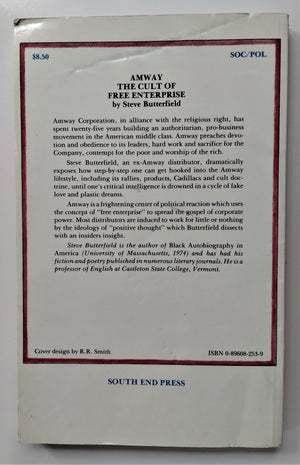 $8.50 SOC/POL
AMWAY
THE CULT OF
FREE ENTERPRISE
by Steve Butterfield
Amway Corporation, in alliance with the religious right, has
spent twenty-five years building an authoritarian, pro-business
movement in the American middle class. Amway preaches devo-
tion and obedience to its leaders, hard work and sacrifice for the
Company, contempt for the poor and worship of the rich.
Steve Butterfield, an ex-Amway distributor, dramatically
exposes how step-by-step one can get hooked into the Amway
lifestyle, including its rallies, products, Cadillacs and cult doc-
trine, until one's critical intelligence is drowned in a cycle of fake
love and plastic dreams.
Amway is a frightening center of political reaction which uses
the concept of "free enterprise" to spread the gospel of corporate
power. Most distributors are induced to work for little or nothing
by the ideology of "positive thought" which Butterfield dissects
with an insiders insight.
Steve Butterfield is the author of Black Autobiography in
America (University of Massachusetts, 1974) and has had his
fiction and poetry published in numerous literary journals. He is a
professor of English at Castleton State College, Vermont.
Cover design by R.R. Smith ISBN 0-89608-253-9
SOUTH END PRESS